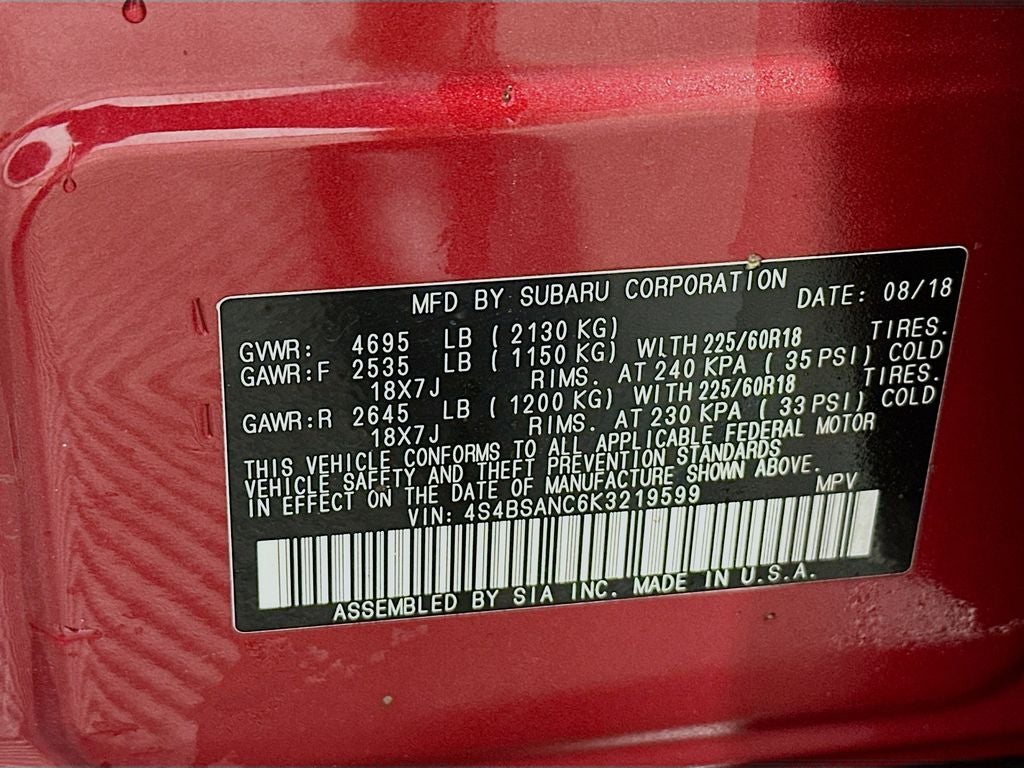 MFD BY SUBARU CORPORATION DATE: 08/18
GVWR: 4695 LB ( 2130 KG)
GAWR:F 2535 LB ( 1150 KG) WITH 225/60R18 TIRES.
18X7J RIMS. AT 240 KPA ( 35 PSI) COLD
GAWR:R 2645 LB ( 1200 KG) WITH 225/60R18 TIRES.
18X7J RIMS. AT 230 KPA ( 33 PSI) COLD
THIS VEHICLE CONFORMS TO ALL APPLICABLE FEDERAL MOTOR
VEHICLE SAFETY AND THEFT PREVENTION STANDARDS
IN EFFECT ON THE DATE OF MANUFACTURE SHOWN ABOVE.
VIN: 4S4BSANC6K3219599 MPV
ASSEMBLED BY SIA INC. MADE IN U.S.A.